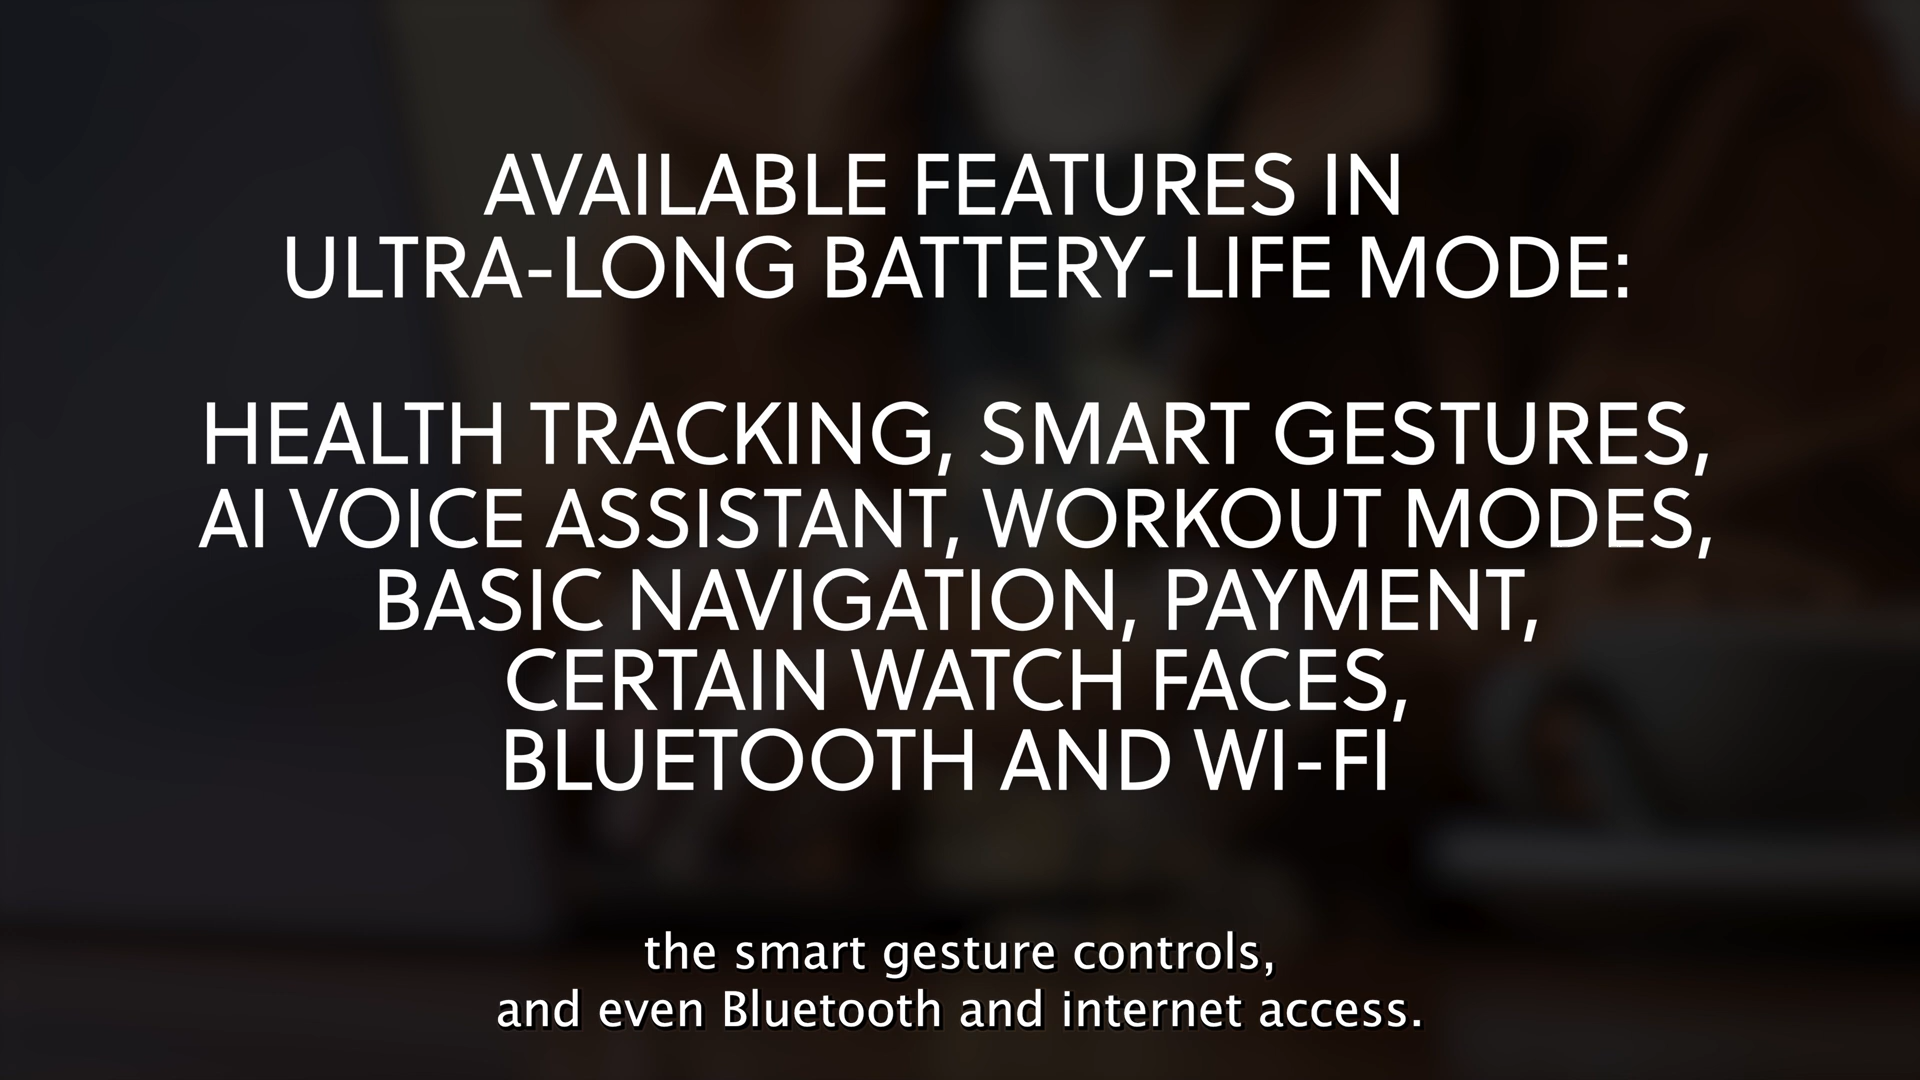 AVAILABLE FEATURES IN
ULTRA-LONG BATTERY-LIFE MODE:
HEALTH TRACKING, SMART GESTURES,
AI VOICE ASSISTANT, WORKOUT MODES,
BASIC NAVIGATION, PAYMENT,
CERTAIN WATCH FACES,
BLUETOOTH AND WI-FI
the smart gesture controls,
and even Bluetooth and internet access.